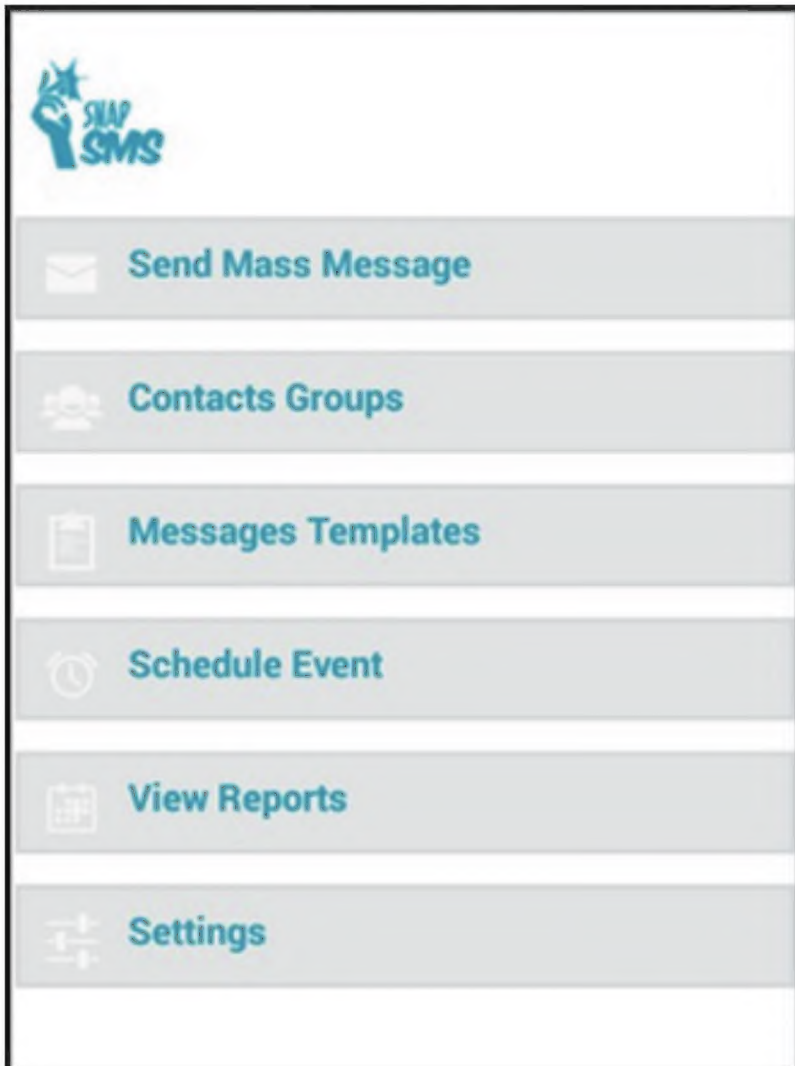 SNAP
SMS
Send Mass Message
Contacts Groups
Messages Templates
Schedule Event
View Reports
Settings